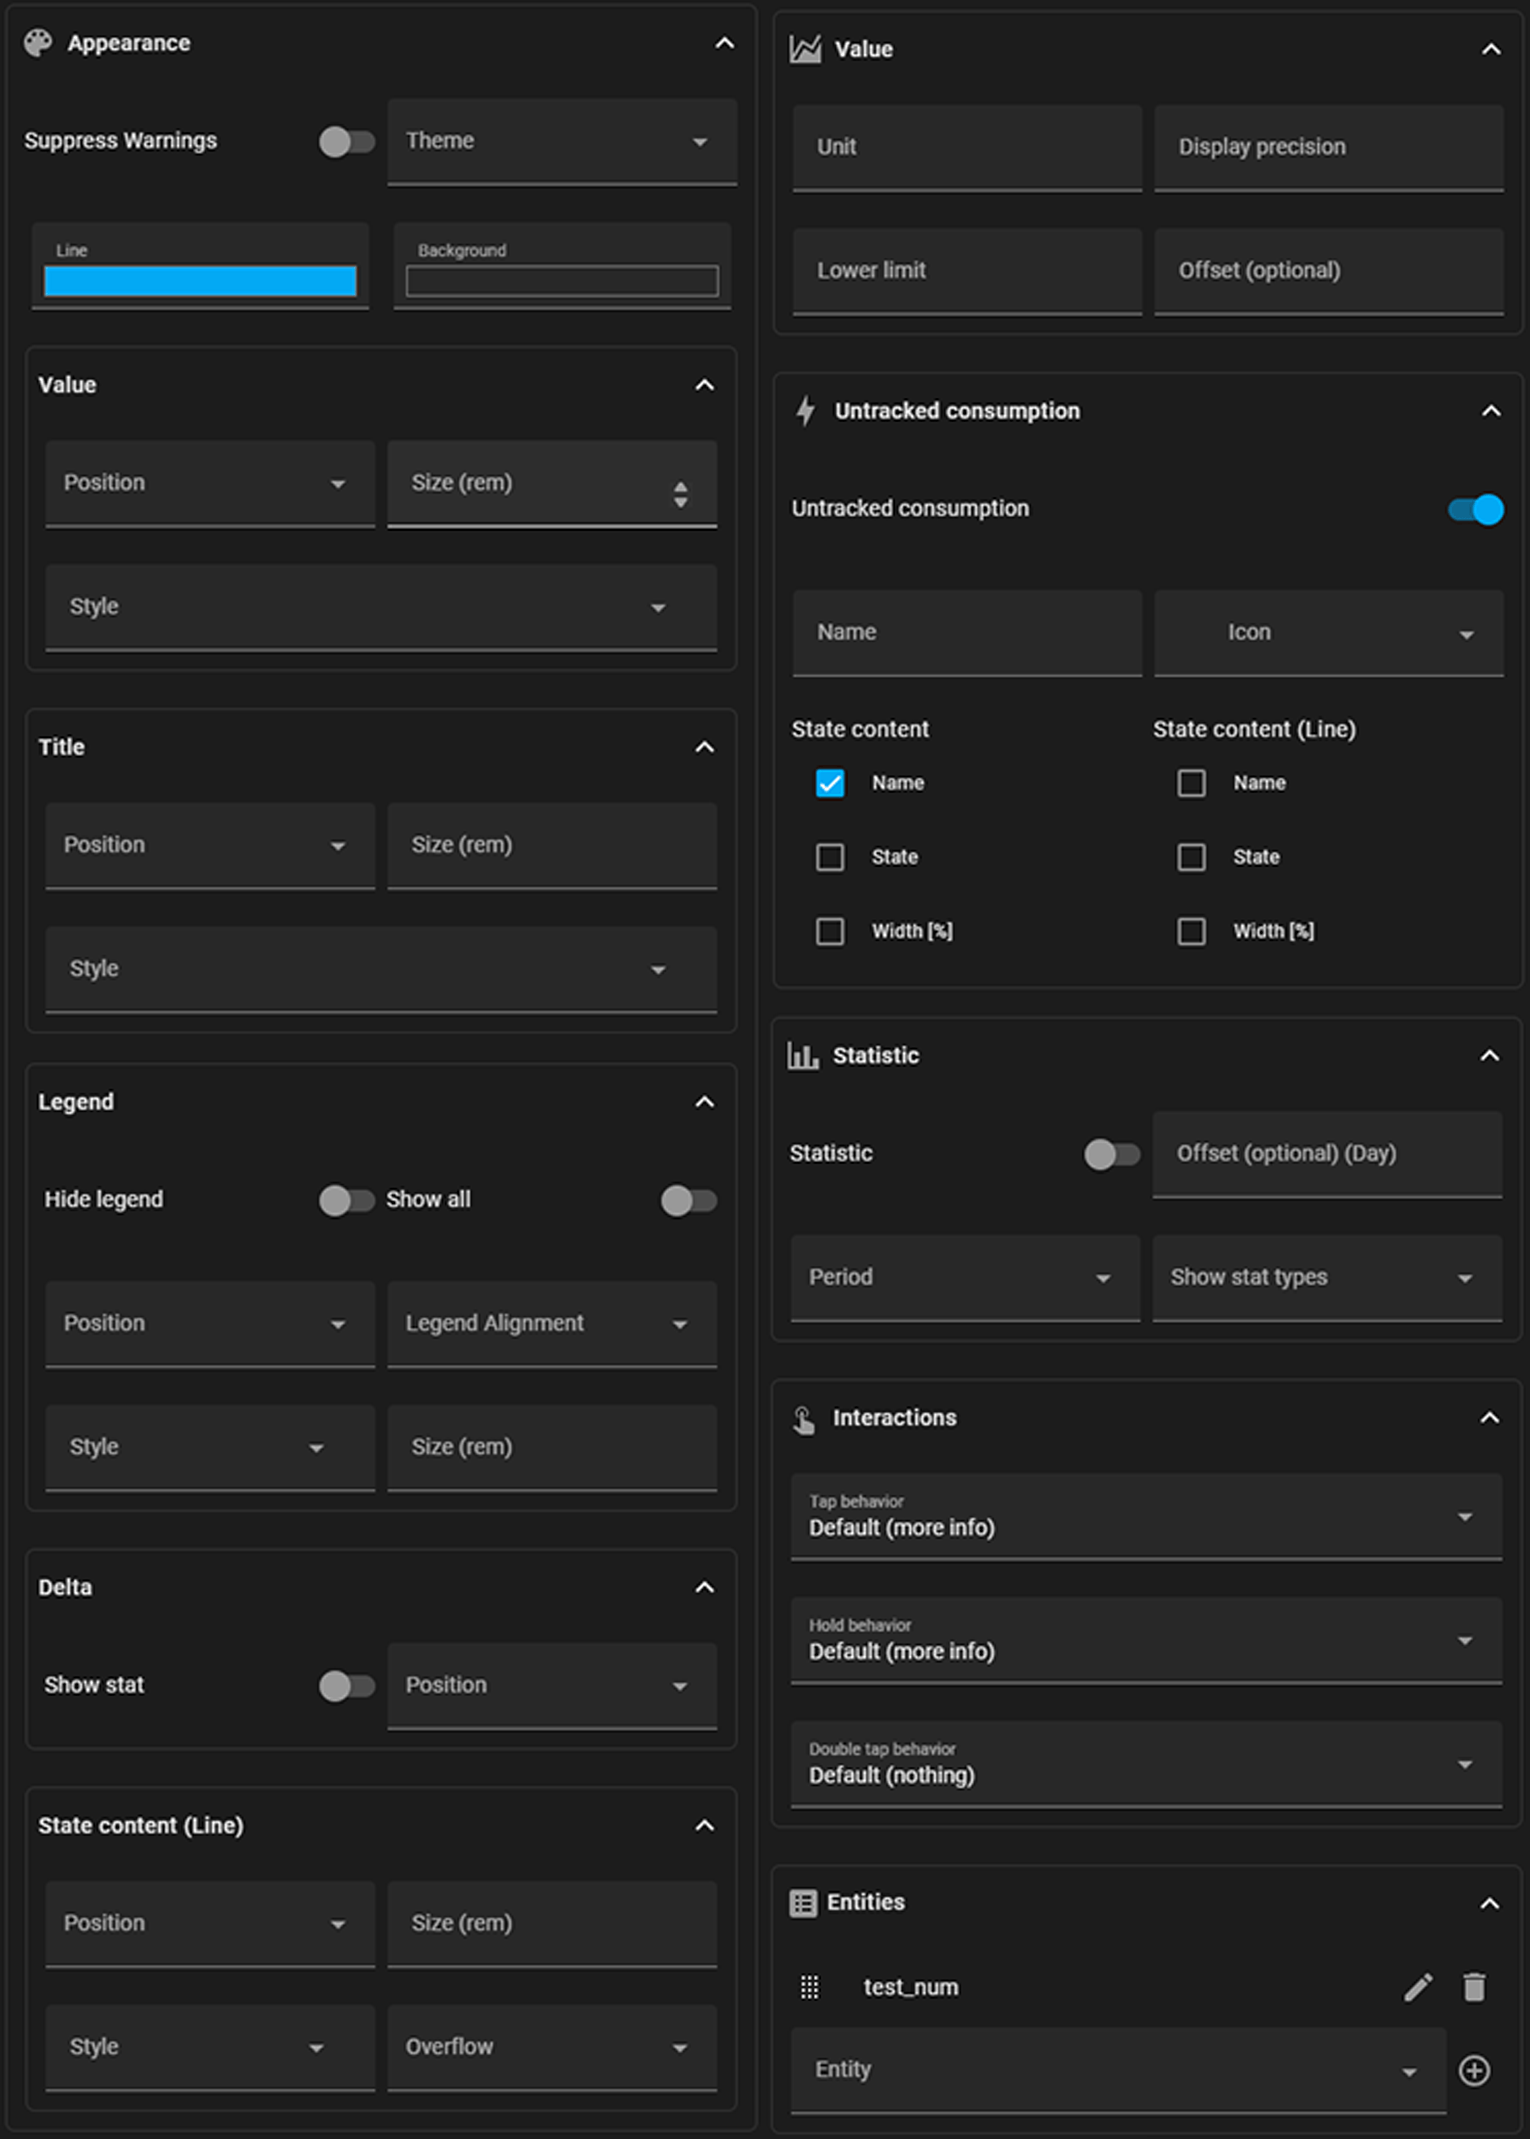 Appearance
Suppress Warnings
Theme
Line
Background
Value
Position
Size (rem)
Style
Title
Position
Size (rem)
Style
Legend
Hide legend
Show all
Position
Legend Alignment
Style
Size (rem)
Delta
Show stat
Position
State content (Line)
Position
Size (rem)
Style
Overflow
Value
Unit
Display precision
Lower limit
Offset (optional)
Untracked consumption
Untracked consumption
Name
Icon
State content
Name
State
Width [%]
State content (Line)
Name
State
Width [%]
Statistic
Statistic
Offset (optional) (Day)
Period
Show stat types
Interactions
Tap behavior
Default (more info)
Hold behavior
Default (more info)
Double tap behavior
Default (nothing)
Entities
test_num
Entity